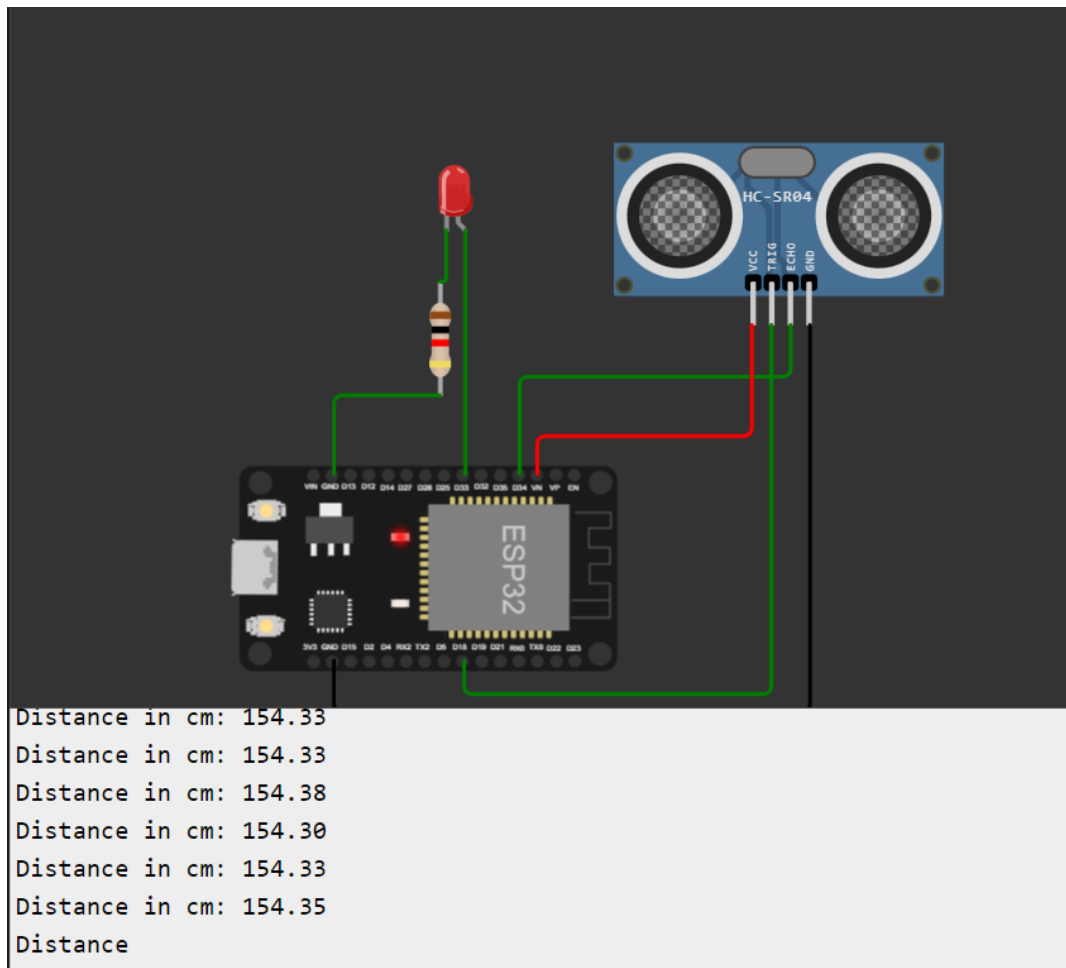 HC-SR04
VCC
TRIG
ECHO
GND
VIN GND D13 D12 D14 D27 D26 D25 D33 D32 D35 D34 VN VP EN
ESP32
3V3 GND D15 D2 D4 RX2 TX2 D5 D18 D19 D21 RX0 TX0 D22 D23
Distance in cm: 154.33
Distance in cm: 154.33
Distance in cm: 154.38
Distance in cm: 154.30
Distance in cm: 154.33
Distance in cm: 154.35
Distance